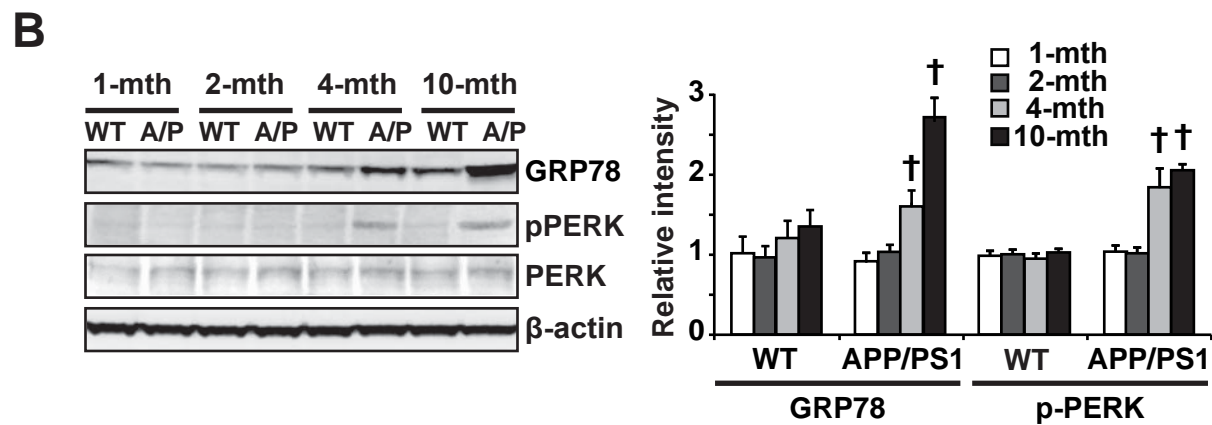 B
1-mth 2-mth 4-mth 10-mth
WT A/P WT A/P WT A/P WT A/P
GRP78
pPERK
PERK
β-actin
1-mth
2-mth
4-mth
10-mth
Relative intensity
3
2
1
0
† † † †
WT APP/PS1 WT APP/PS1
GRP78 p-PERK